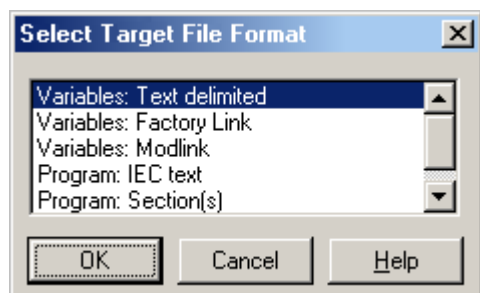 Select Target File Format
Variables: Text delimited
Variables: Factory Link
Variables: Modlink
Program: IEC text
Program: Section(s)
OK
Cancel
Help